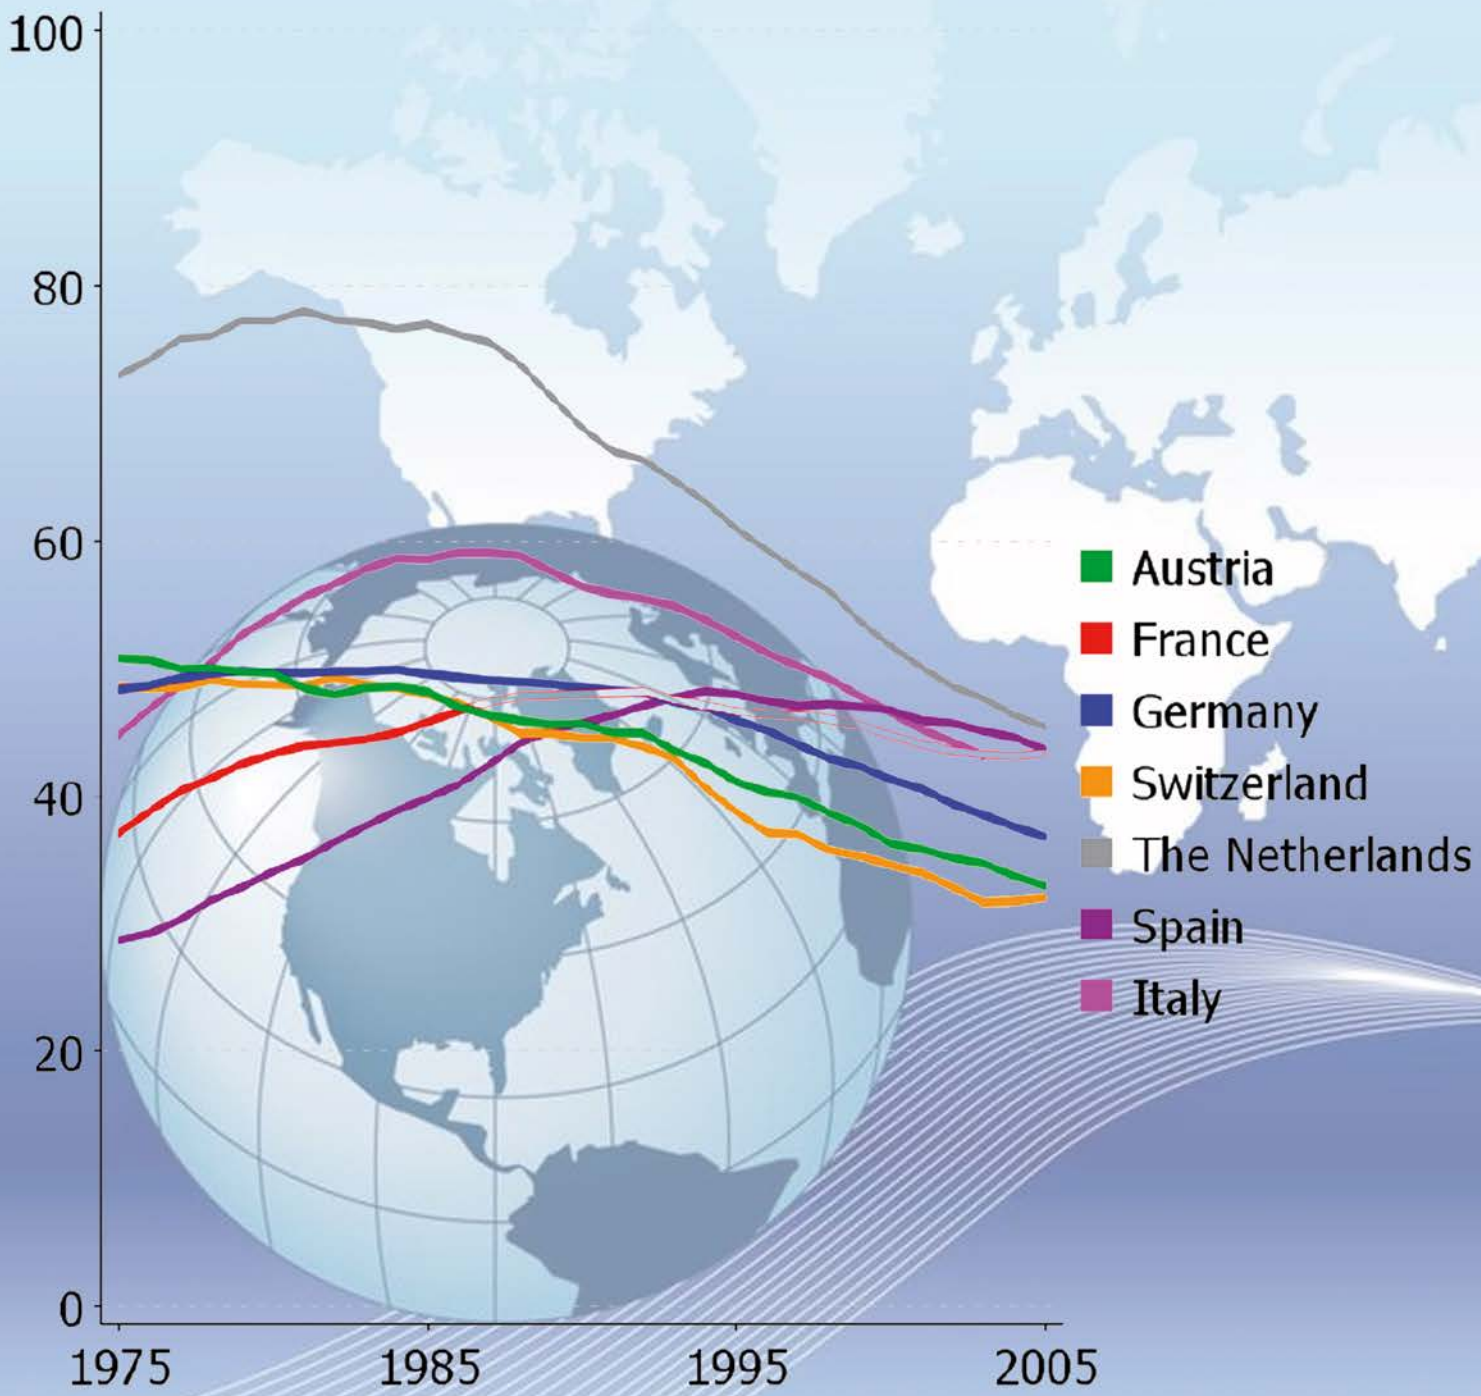 100
80
60
40
20
0
1975 1985 1995 2005
Austria
France
Germany
Switzerland
The Netherlands
Spain
Italy